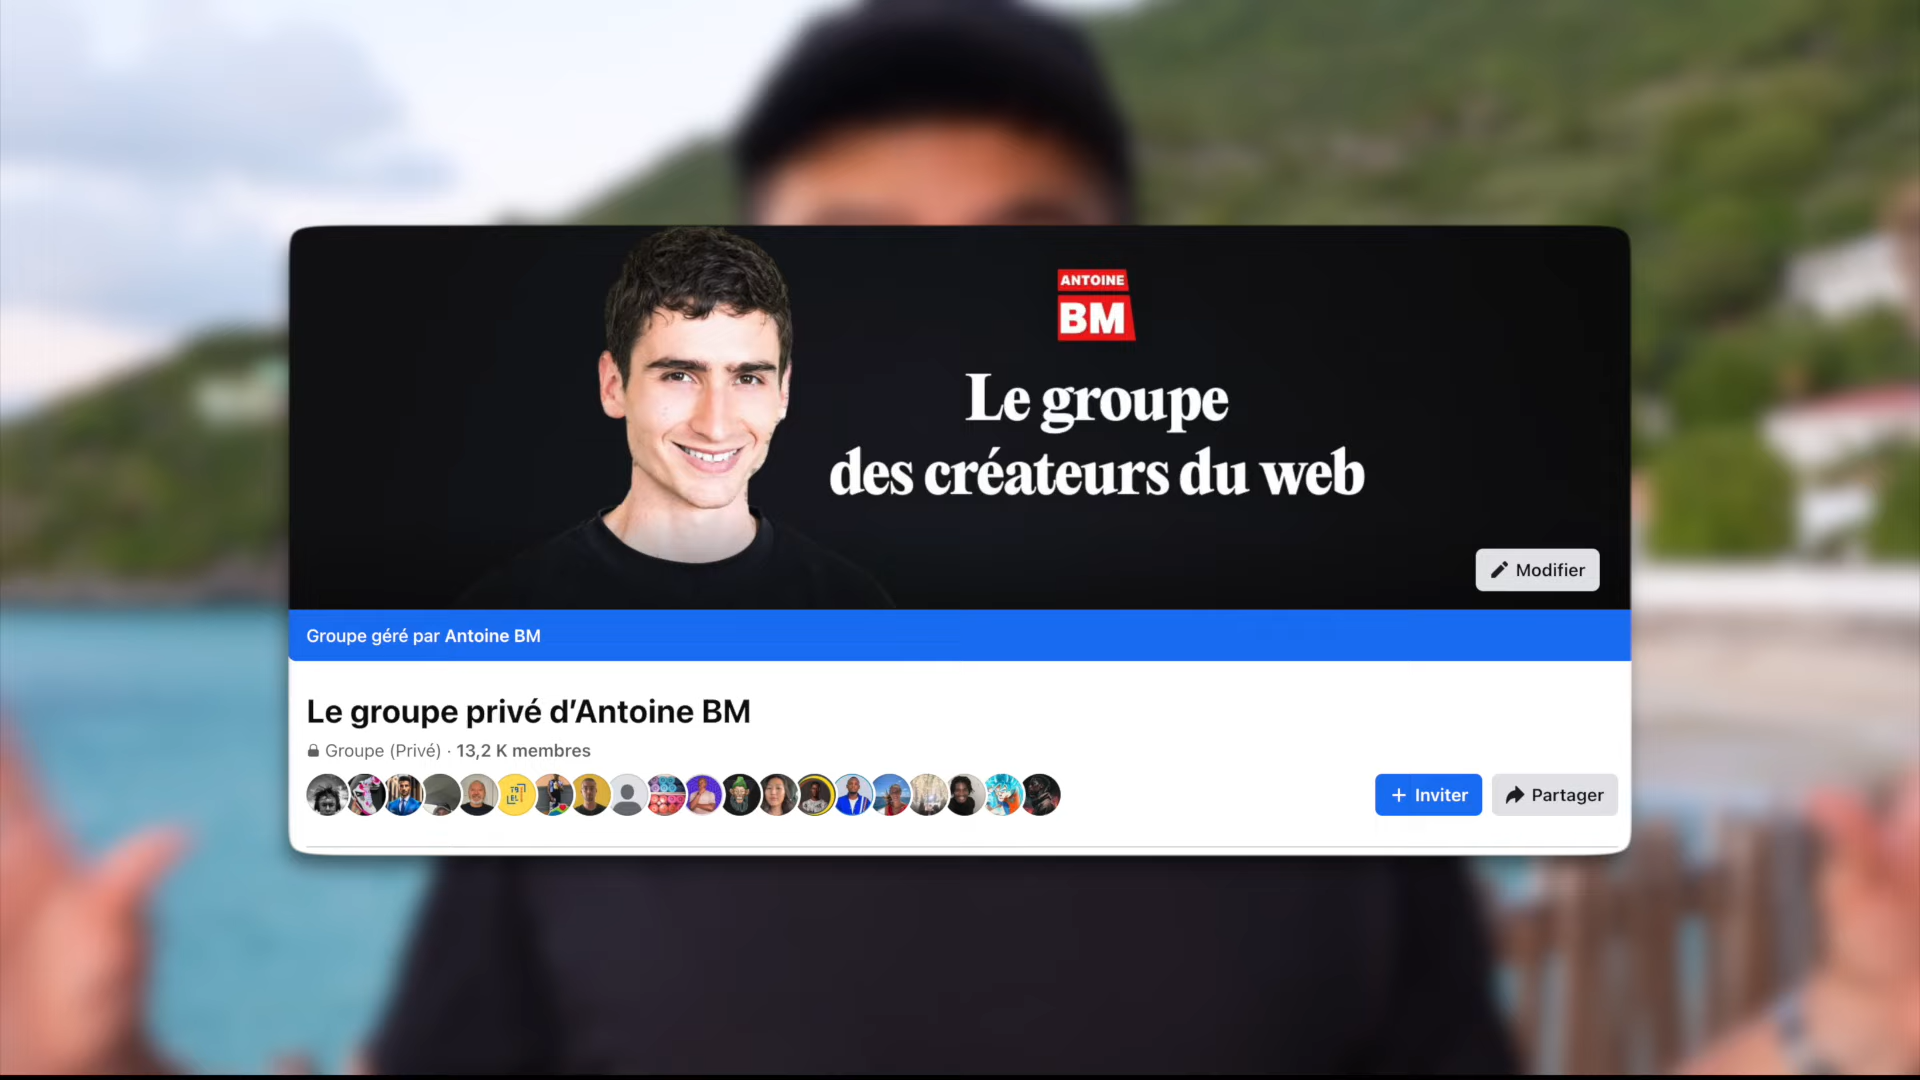 ANTOINE
BM
Le groupe
des créateurs du web
Modifier
Groupe géré par Antoine BM
Le groupe privé d’Antoine BM
Groupe (Privé) · 13,2 K membres
+ Inviter
Partager